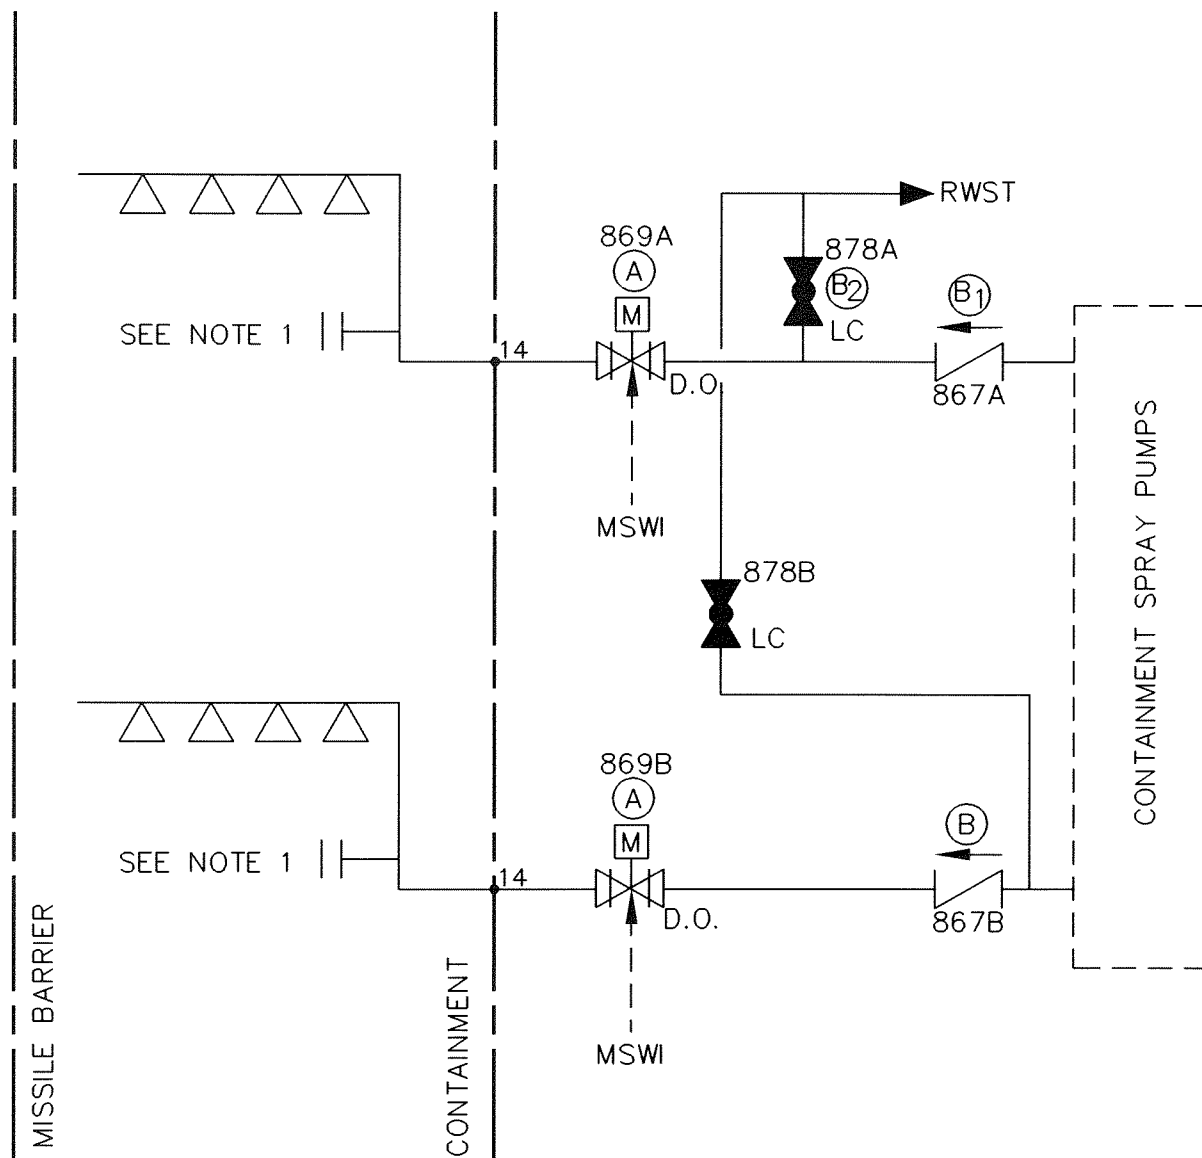 RWST
869A
A
M
878A
B2
LC
B1
SEE NOTE 1
14
D.O
867A
MSWI
878B
LC
869B
A
M
B
SEE NOTE 1
14
D.O.
867B
MSWI
MISSILE BARRIER
CONTAINMENT
CONTAINMENT SPRAY PUMPS